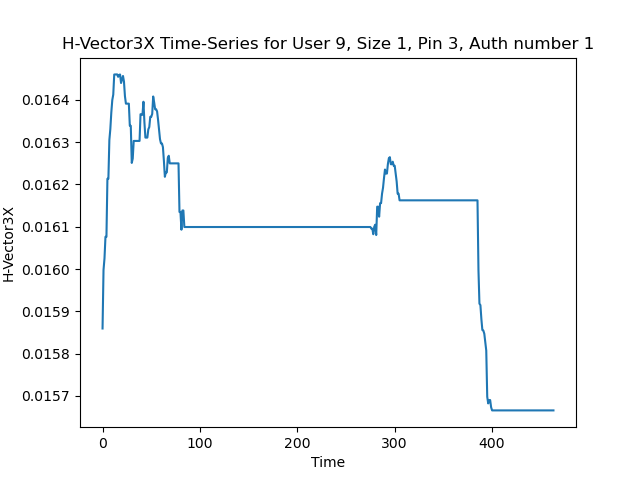 H-Vector3X Time-Series for User 9, Size 1, Pin 3, Auth number 1
H-Vector3X
0.0164
0.0163
0.0162
0.0161
0.0160
0.0159
0.0158
0.0157
0 100 200 300 400
Time